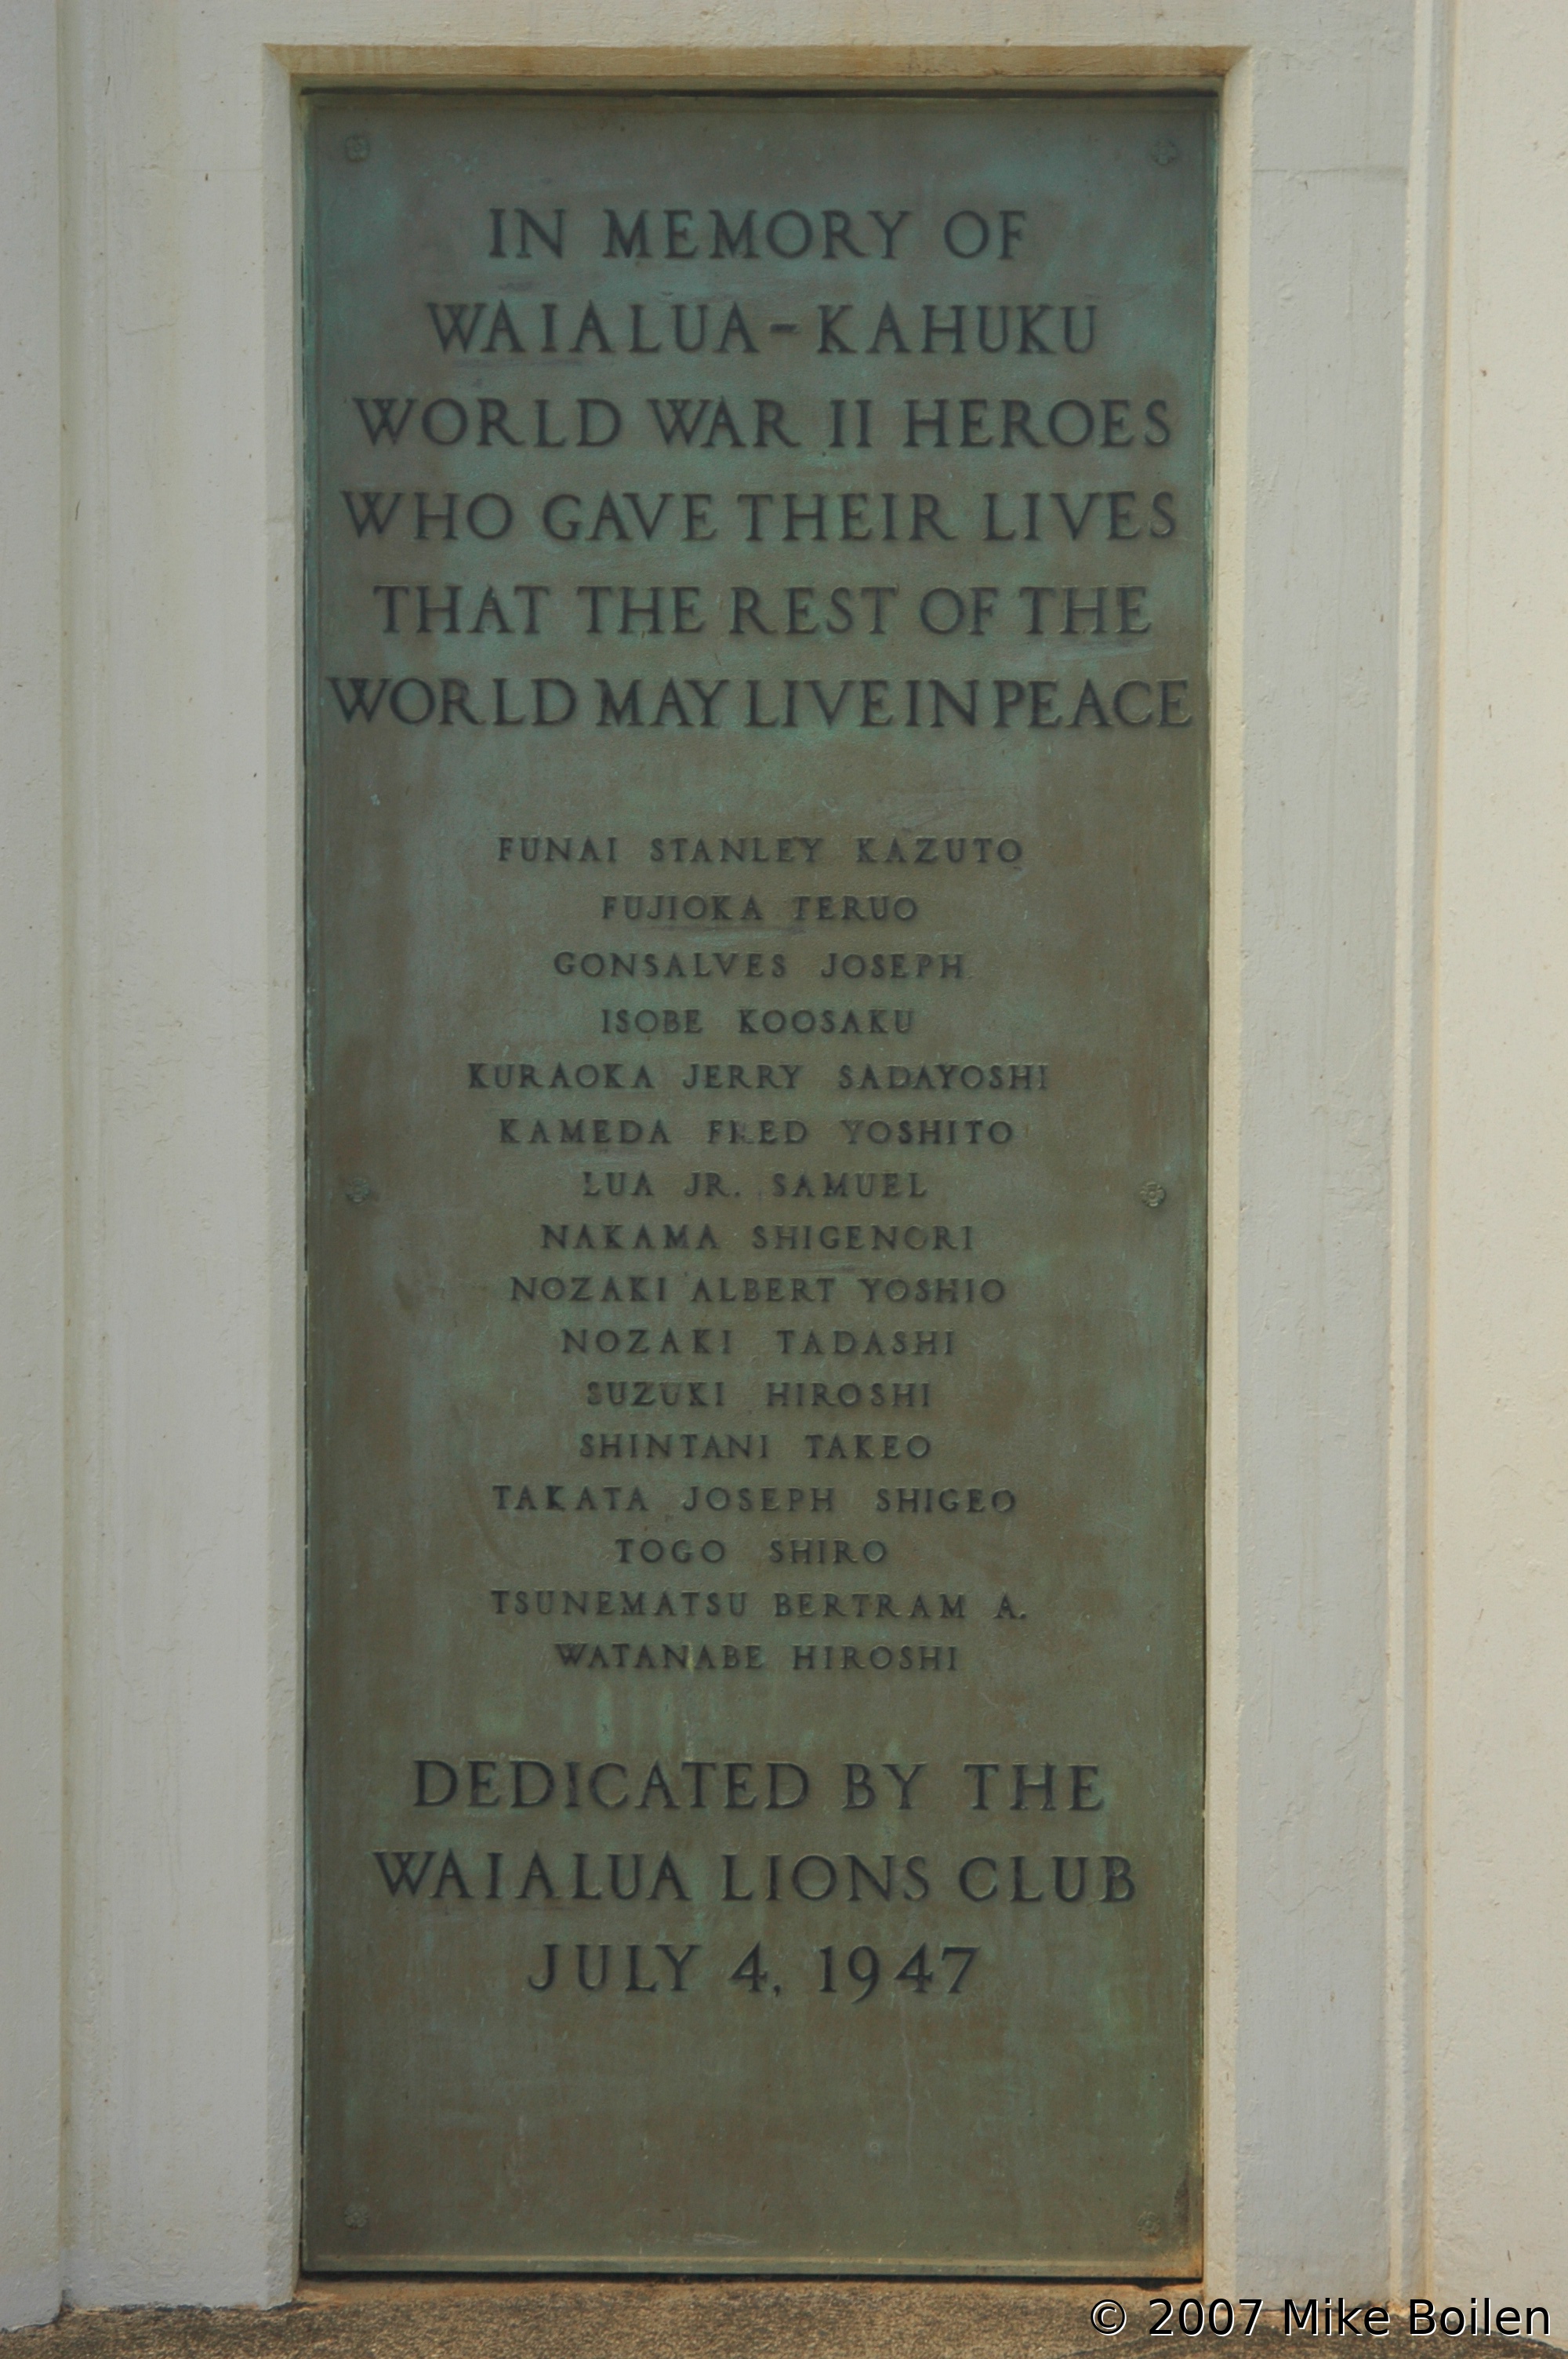 IN MEMORY OF
WAIALUA-KAHUKU
WORLD WAR II HEROES
WHO GAVE THEIR LIVES
THAT THE REST OF THE
WORLD MAY LIVE IN PEACE
FUNAI STANLEY KAZUTO
FUJIOKA TERUO
GONSALVES JOSEPH
ISOBE KOOSAKU
KURAOKA JERRY SADAYOSHI
KAMEDA FRED YOSHITO
LUA JR. SAMUEL
NAKAMA SHIGENORI
NOZAKI ALBERT YOSHIO
NOZAKI TADASHI
SUZUKI HIROSHI
SHINTANI TAKEO
TAKATA JOSEPH SHIGEO
TOGO SHIRO
TSUNEMATSU BERTRAM A.
WATANABE HIROSHI
DEDICATED BY THE
WAIALUA LIONS CLUB
JULY 4, 1947
© 2007 Mike Boilen